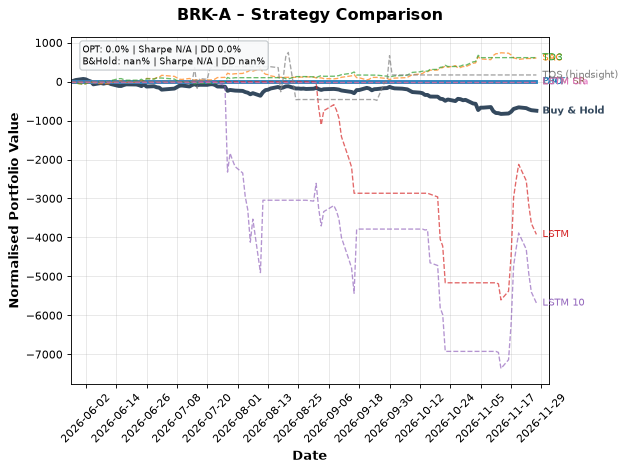 BRK-A – Strategy Comparison
OPT: 0.0% | Sharpe N/A | DD 0.0%
B&Hold: nan% | Sharpe N/A | DD nan%
Normalised Portfolio Value
1000
0
−1000
−2000
−3000
−4000
−5000
−6000
−7000
TDS (hindsight)
Buy & Hold
LSTM
LSTM 10
2026-06-02
2026-06-14
2026-06-26
2026-07-08
2026-07-20
2026-08-01
2026-08-13
2026-08-25
2026-09-06
2026-09-18
2026-09-30
2026-10-12
2026-10-24
2026-11-05
2026-11-17
2026-11-29
Date